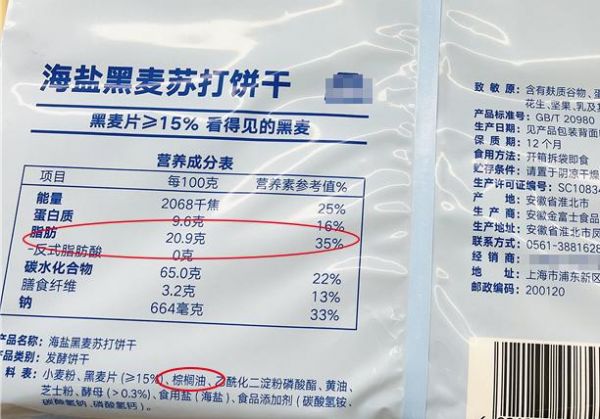 海盐黑麦苏打饼干
黑麦片≥15% 看得见的黑麦
营养成分表
项目 每100克 营养素参考值%
能量 2068千焦 25%
蛋白质 9.6克 16%
脂肪 20.9克 35%
-反式脂肪酸 0克
碳水化合物 65.0克 22%
膳食纤维 3.2克 13%
钠 664毫克 33%
产品名称: 海盐黑麦苏打饼干
产品类别: 发酵饼干
料表: 小麦粉、黑麦片(≥15%)、棕榈油、乙酰化二淀粉磷酸酯、黄油、
芝士粉、酵母(>0.3%)、食用盐(海盐)、食品添加剂(碳酸氢铵、
碳酸氢钠、磷酸氢钙)。
致敏原: 含有麸质谷物、蛋
花生、坚果、乳及
产品标准号: GB/T 20980
生产日期: 见产品包装背面
保质期: 12个月
食用方法: 开箱拆袋即食
贮存条件: 请置于阴凉干燥
生产许可证编号: SC10834
产地: 安徽省淮北市
生产商: 安徽金富士食品
地址: 安徽省淮北市凤
联系方式: 0561-3881628
经销商:
地址: 上海市浦东新区
邮政编码: 200120